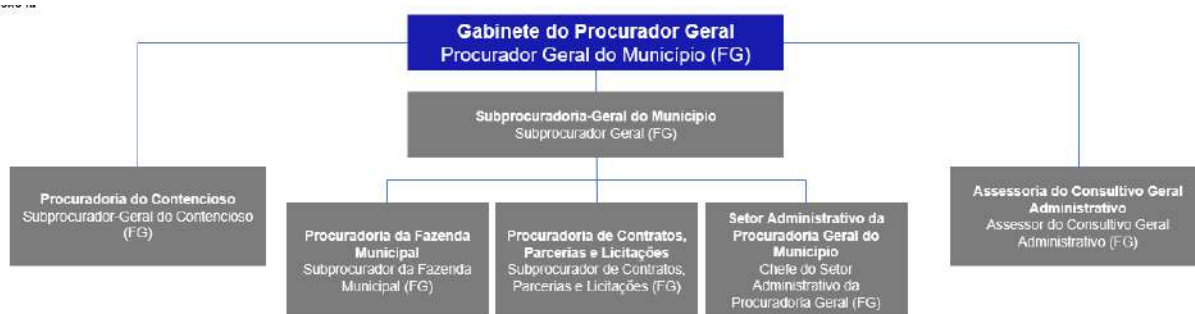 Gabinete do Procurador Geral
Procurador Geral do Município (FG)
Subprocuradoria-Geral do Município
Subprocurador Geral (FG)
Procuradoria do Contencioso
Subprocurador-Geral do Contencioso
(FG)
Procuradoria da Fazenda
Municipal
Subprocurador da Fazenda
Municipal (FG)
Procuradoria de Contratos,
Parcerias e Licitações
Subprocurador de Contratos,
Parcerias e Licitações (FG)
Setor Administrativo da
Procuradoria Geral do
Município
Chefe do Setor
Administrativo da
Procuradoria Geral (FG)
Assessoria do Consultivo Geral
Administrativo
Assessor do Consultivo Geral
Administrativo (FG)